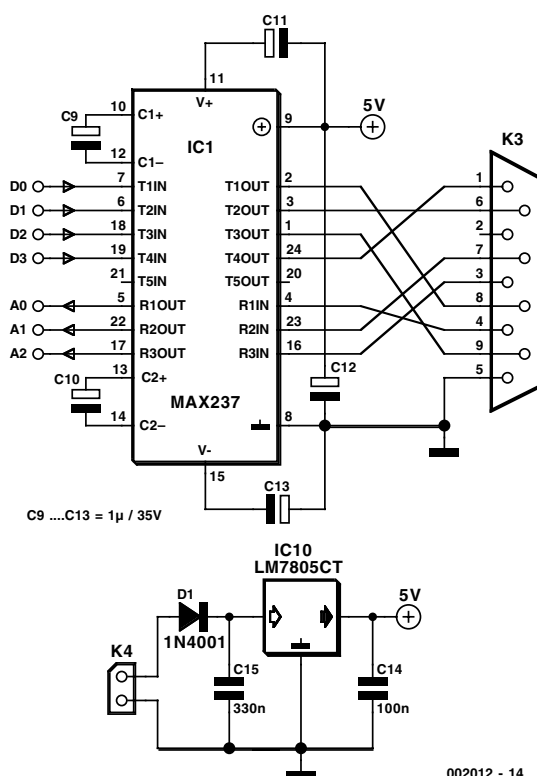 C11
11
V+
10
C1+
C9
IC1
9
5V
K3
12
C1–
D0
7
T1IN
T1OUT
2
1
D1
6
T2IN
T2OUT
3
6
D2
18
T3IN
T3OUT
1
2
D3
19
T4IN
T4OUT
24
7
21
T5IN
T5OUT
20
3
A0
5
R1OUT
R1IN
4
8
A1
22
R2OUT
R2IN
23
4
A2
17
R3OUT
R3IN
16
9
13
C2+
C10
C12
5
MAX237
14
C2–
8
V-
15
C13
C9 ....C13 = 1µ / 35V
IC10
LM7805CT
D1
5V
1N4001
K4
C15
330n
C14
100n
002012 - 14